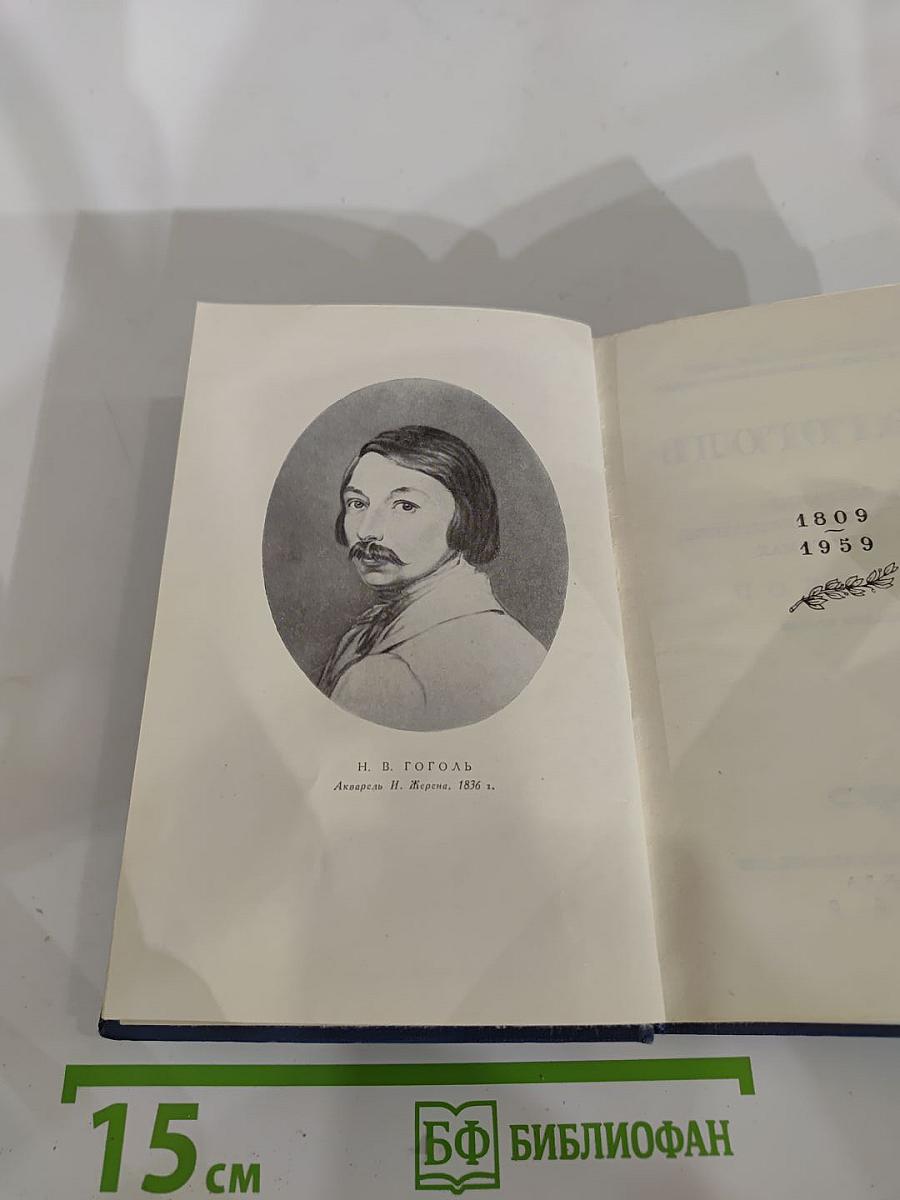 Н. В. ГОГОЛЬ
Акварель И. Жерена, 1836 г.
1809
1959
15 см
БФ БИБЛИОФАН